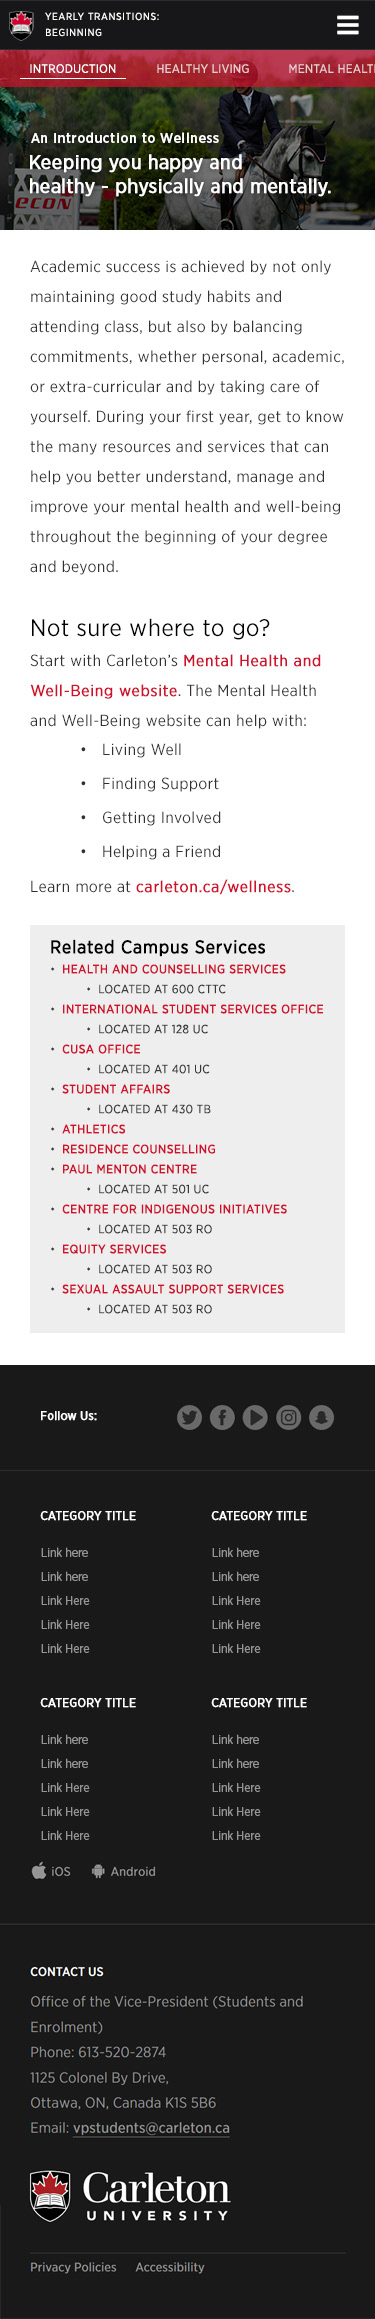 YEARLY TRANSITIONS:
BEGINNING
INTRODUCTION HEALTHY LIVING MENTAL HEALT
An Introduction to Wellness
Keeping you happy and
healthy - physically and mentally.
ECON
Academic success is achieved by not only
maintaining good study habits and
attending class, but also by balancing
commitments, whether personal, academic,
or extra-curricular and by taking care of
yourself. During your first year, get to know
the many resources and services that can
help you better understand, manage and
improve your mental health and well-being
throughout the beginning of your degree
and beyond.
Not sure where to go?
Start with Carleton's Mental Health and
Well-Being website. The Mental Health
and Well-Being website can help with:
• Living Well
• Finding Support
• Getting Involved
• Helping a Friend
Learn more at carleton.ca/wellness.
Related Campus Services
• HEALTH AND COUNSELLING SERVICES
• LOCATED AT 600 CTTC
• INTERNATIONAL STUDENT SERVICES OFFICE
• LOCATED AT 128 UC
• CUSA OFFICE
• LOCATED AT 401 UC
• STUDENT AFFAIRS
• LOCATED AT 430 TB
• ATHLETICS
• RESIDENCE COUNSELLING
• PAUL MENTON CENTRE
• LOCATED AT 501 UC
• CENTRE FOR INDIGENOUS INITIATIVES
• LOCATED AT 503 RO
• EQUITY SERVICES
• LOCATED AT 503 RO
• SEXUAL ASSAULT SUPPORT SERVICES
• LOCATED AT 503 RO
Follow Us:
CATEGORY TITLE
Link here
Link here
Link Here
Link Here
Link Here
CATEGORY TITLE
Link here
Link here
Link Here
Link Here
Link Here
CATEGORY TITLE
Link here
Link here
Link Here
Link Here
Link Here
CATEGORY TITLE
Link here
Link here
Link Here
Link Here
Link Here
iOS Android
CONTACT US
Office of the Vice-President (Students and
Enrolment)
Phone: 613-520-2874
1125 Colonel By Drive,
Ottawa, ON, Canada K1S 5B6
Email: vpstudents@carleton.ca
Carleton
UNIVERSITY
Privacy Policies Accessibility